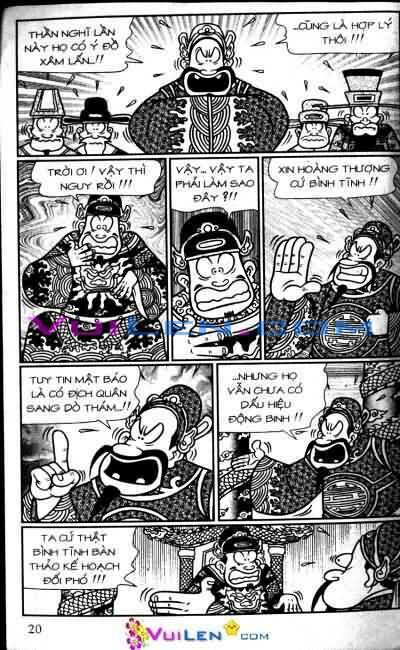 THẦN NGHĨ LẦN
NÀY HỌ CÓ Ý ĐỒ
XÂM LẤN..!!
...CŨNG LÀ HỢP LÝ
THÔI !!!
TRỜI ƠI ! VẬY THÌ
NGUY RỒI !!!
VẬY... VẬY TA
PHẢI LÀM SAO
ĐÂY ?!!
XIN HOÀNG THƯỢNG
CỨ BÌNH TĨNH !!
VUILEN.COM
TUY TIN MẬT BÁO
LÀ CÓ ĐỊCH QUÂN
SANG DÒ THÁM..!!
...NHƯNG HỌ
VẪN CHƯA CÓ
DẤU HIỆU
ĐỘNG BINH !!
TA CỨ THẬT
BÌNH TĨNH BÀN
THẢO KẾ HOẠCH
ĐỐI PHÓ !!!
20
VUILEN.COM